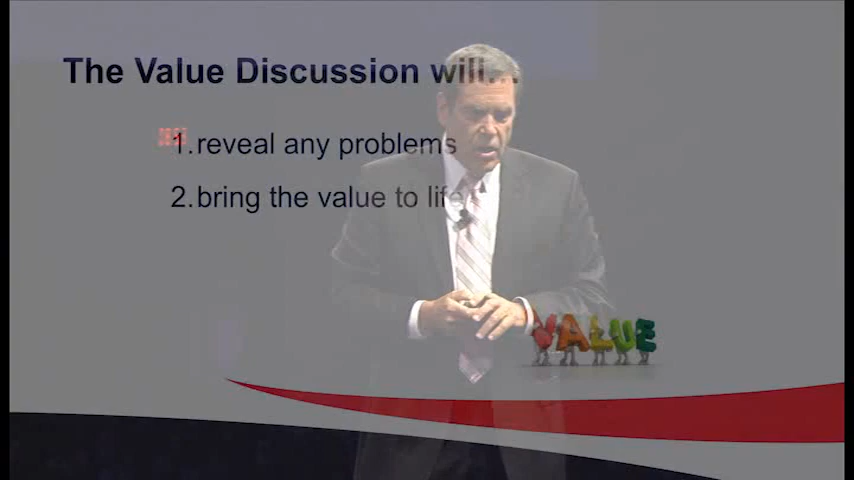 The Value Discussion will...
1.reveal any problems
2.bring the value to life
VALUE